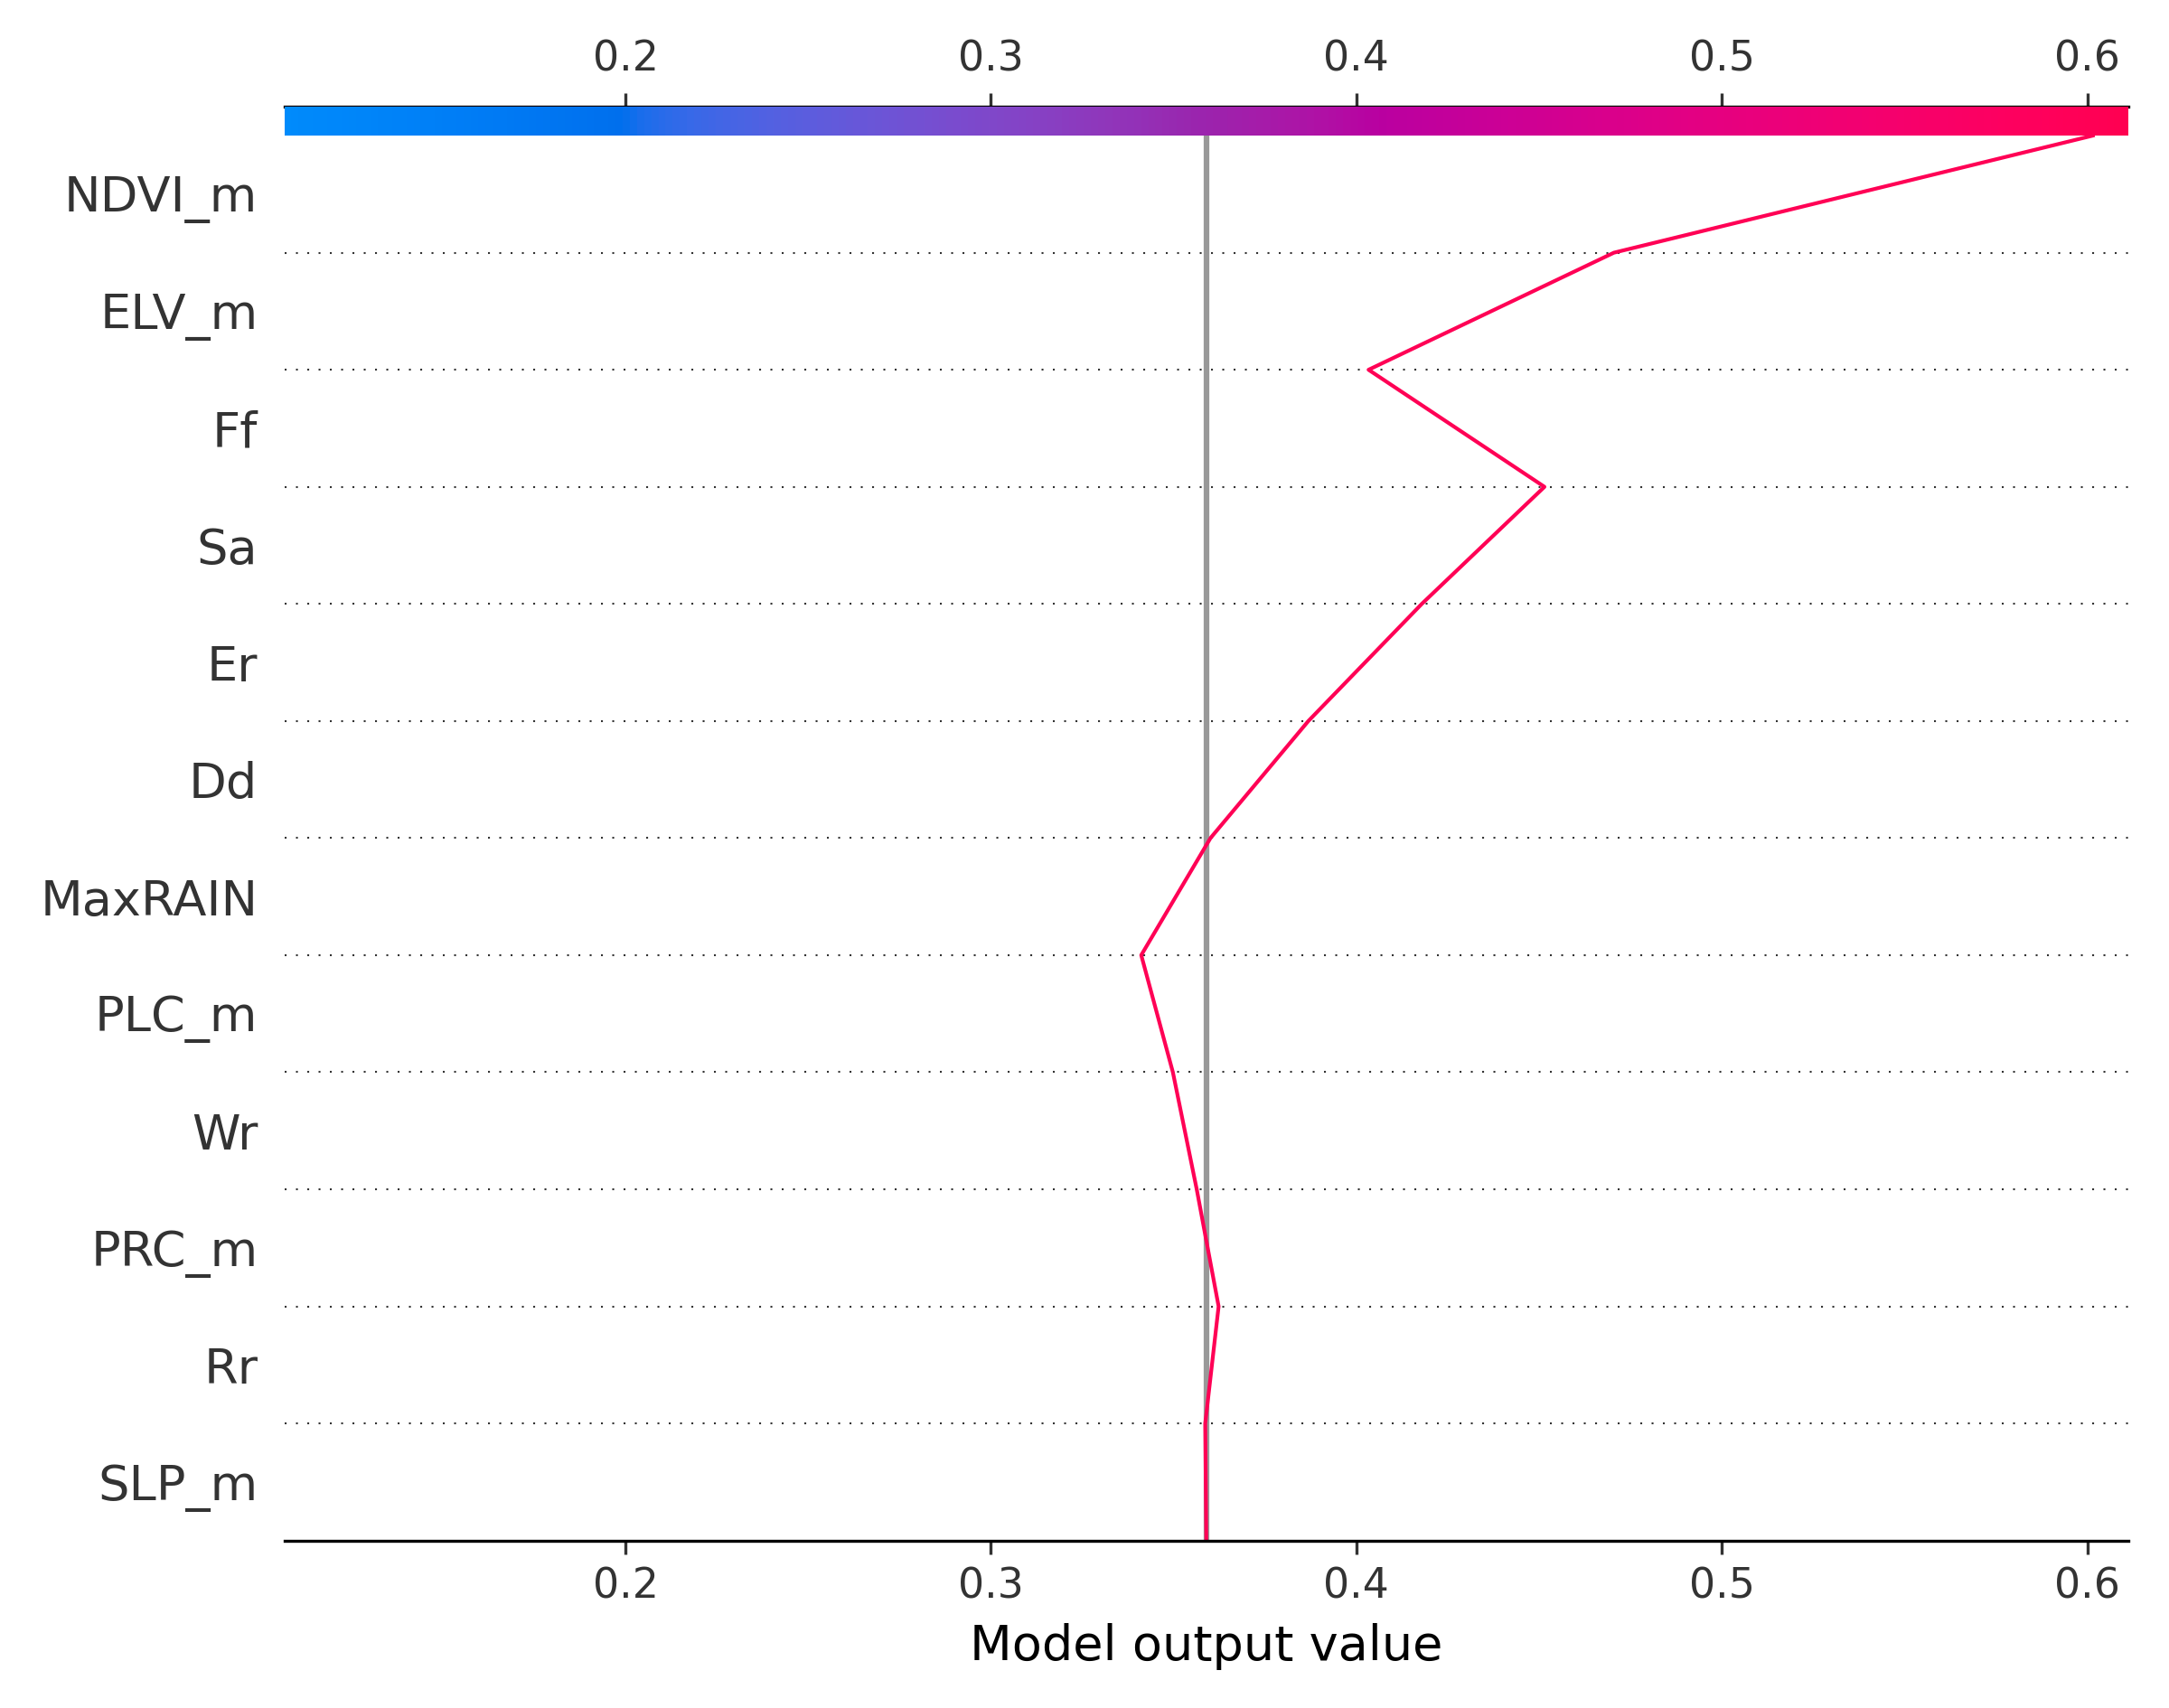 0.2 0.3 0.4 0.5 0.6
NDVI_m
ELV_m
Ff
Sa
Er
Dd
MaxRAIN
PLC_m
Wr
PRC_m
Rr
SLP_m
0.2 0.3 0.4 0.5 0.6
Model output value